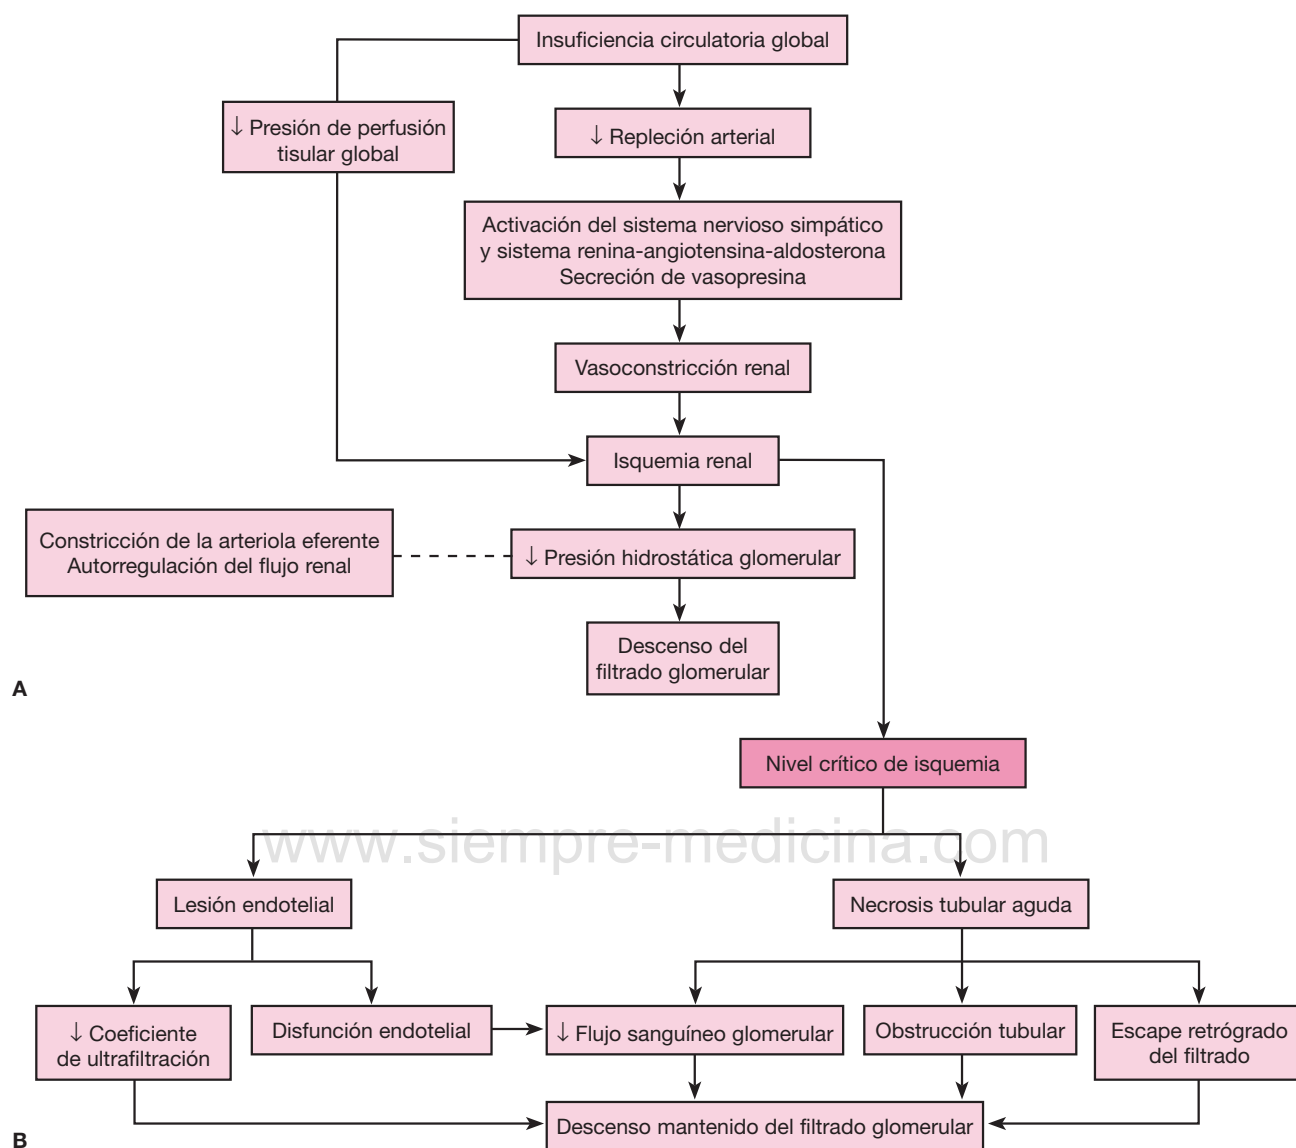 Insuficiencia circulatoria global
↓ Presión de perfusión
tisular global
↓ Repleción arterial
Activación del sistema nervioso simpático
y sistema renina-angiotensina-aldosterona
Secreción de vasopresina
Vasoconstricción renal
Isquemia renal
Constricción de la arteriola eferente
Autorregulación del flujo renal
↓ Presión hidrostática glomerular
Descenso del
filtrado glomerular
A
Nivel crítico de isquemia
www.siempre-medicina.com
Lesión endotelial
Necrosis tubular aguda
↓ Coeficiente
de ultrafiltración
Disfunción endotelial
↓ Flujo sanguíneo glomerular
Obstrucción tubular
Escape retrógrado
del filtrado
Descenso mantenido del filtrado glomerular
B